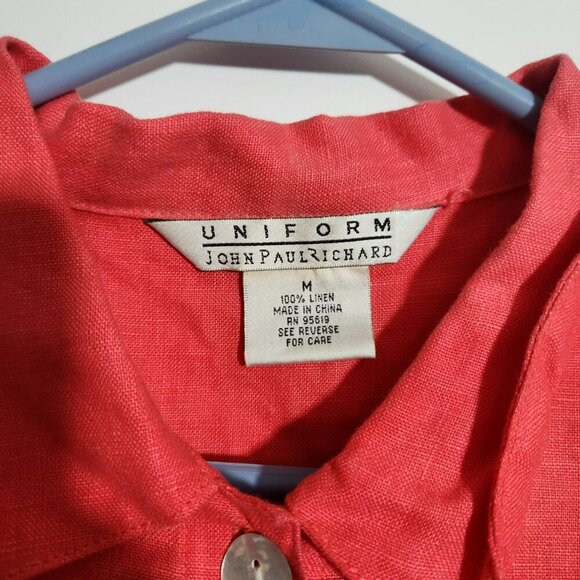 UNIFORM
JOHN PAUL RICHARD
M
100% LINEN
MADE IN CHINA
RN 95619
SEE REVERSE
FOR CARE